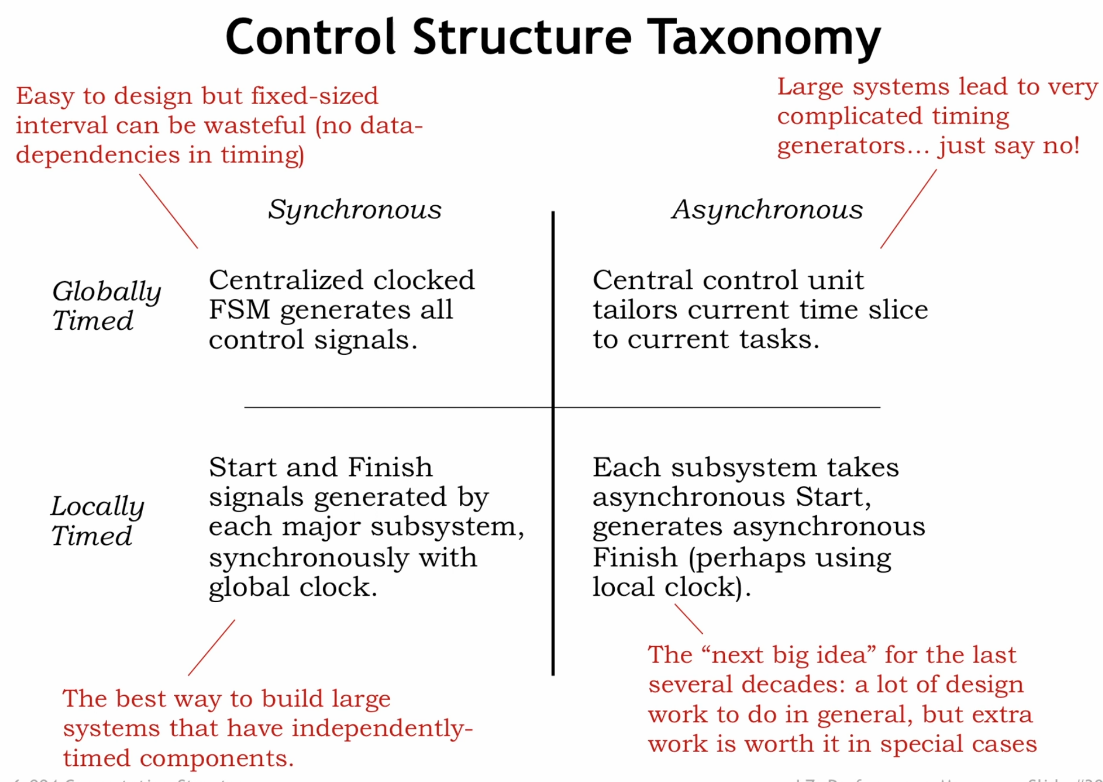 Control Structure Taxonomy
Easy to design but fixed-sized
interval can be wasteful (no data-
dependencies in timing)
Large systems lead to very
complicated timing
generators… just say no!
Synchronous
Asynchronous
Globally
Timed
Centralized clocked
FSM generates all
control signals.
Central control unit
tailors current time slice
to current tasks.
Locally
Timed
Start and Finish
signals generated by
each major subsystem,
synchronously with
global clock.
Each subsystem takes
asynchronous Start,
generates asynchronous
Finish (perhaps using
local clock).
The best way to build large
systems that have independently-
timed components.
The “next big idea” for the last
several decades: a lot of design
work to do in general, but extra
work is worth it in special cases